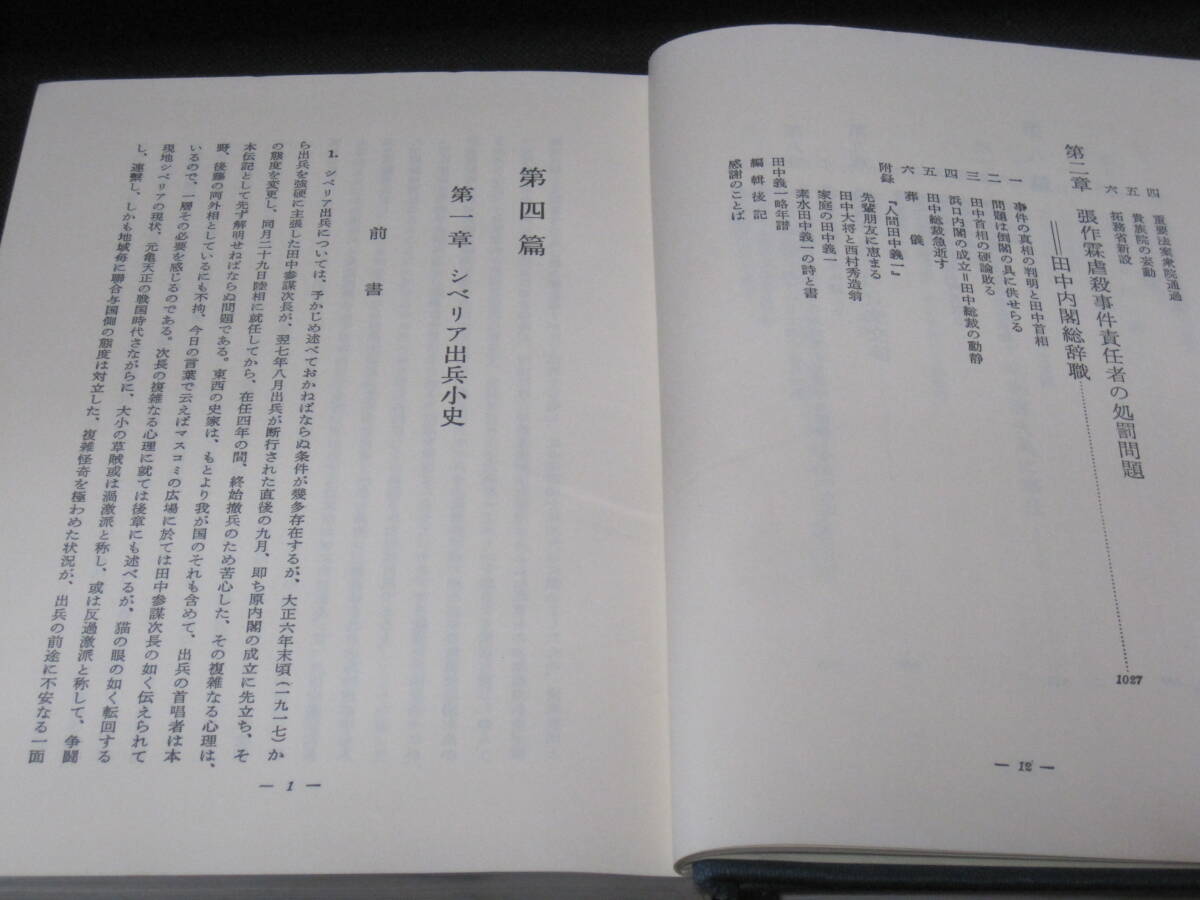 四 重要法案衆院通過
五 貴族院の妄動
六 拓務省新設
第二章 張作霖虐殺事件責任者の処罰問題
═田中内閣総辞職……………………1027
一 事件の真相の判明と田中首相
二 問題は倒閣の具に供せらる
三 田中首相の硬論敗る
四 浜口内閣の成立＝田中総裁の動静
五 田中総裁急逝す
六 葬儀
附録 『人間田中義一』
先輩朋友に恵まる
田中大将と西村秀造翁
家庭の田中義一
素水田中義一の詩と書
田中義一略年譜
編輯後記
感謝のことば
— 12 —
第四篇
第一章 シベリア出兵小史
前書
1. シベリア出兵については、予かじめ述べておかねばならぬ条件が幾多存在するが、大正六年末頃(一九一七)か
ら出兵を強硬に主張した田中参謀次長が、翌七年八月出兵が断行された直後の九月、即ち原内閣の成立に先立ち、そ
の態度を変更し、同月二十九日陸相に就任してから、在任四年の間、終始撤兵のため苦心した、その複雑なる心理は、
本伝記として先ず解明せねばならぬ問題である。東西の史家は、もとより我が国のそれも含めて、出兵の首唱者は本
野、後藤の両外相としているにも不拘、今日の言葉で云えばマスコミの広場に於ては田中参謀次長の如く伝えられて
いるので、一層その必要を感じるのである。次長の複雑なる心理に就ては後章にも述べるが、猫の眼の如く転回する
現地シベリアの現状、元亀天正の戦国時代さながらに、大小の草賊或は過激派と称し、或は反過激派と称して、争闘
し、連繋し、しかも地域毎に聯合与国側の態度は対立した、複雑怪奇を極わめた状況が、出兵の前途に不安なる一面
— 1 —